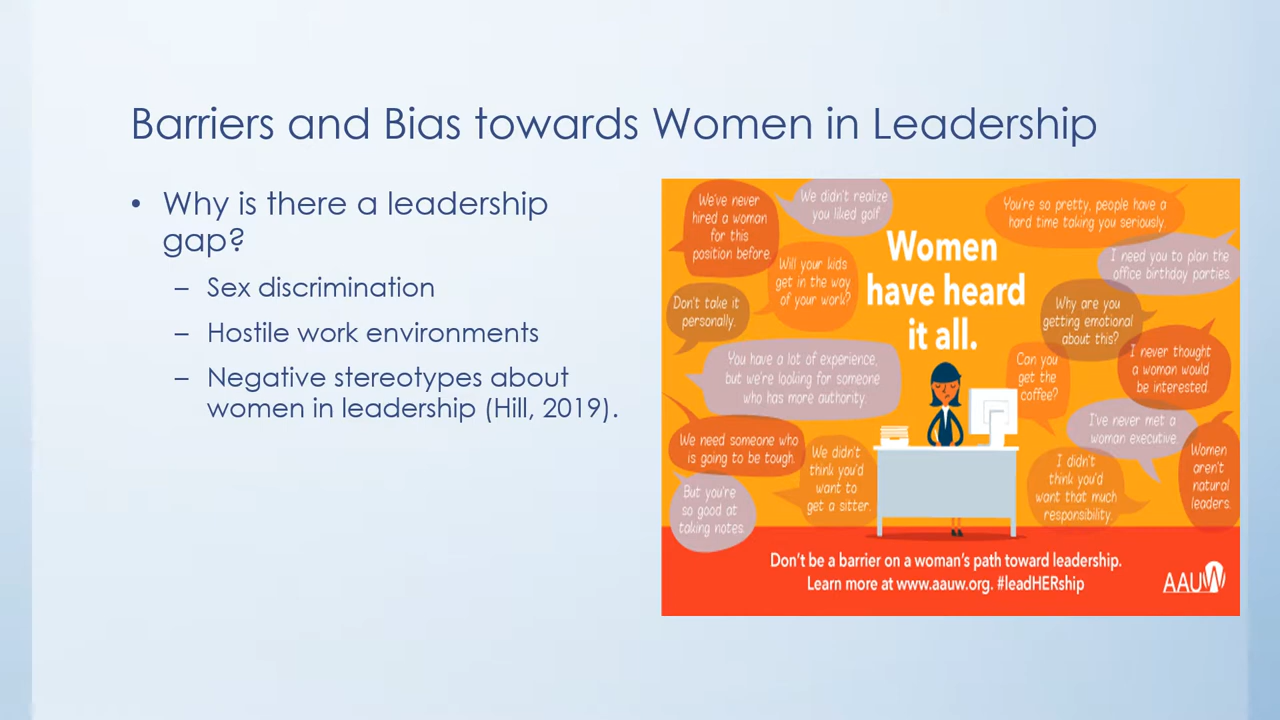 Barriers and Bias towards Women in Leadership
• Why is there a leadership
gap?
– Sex discrimination
– Hostile work environments
– Negative stereotypes about
women in leadership (Hill, 2019).
We've never
hired a woman
for this
position before.
We didn't realize
you liked golf.
Will your kids
get in the way
of your work?
Don't take it
personally.
You have a lot of experience,
but we're looking for someone
who has more authority.
We need someone who
is going to be tough.
We didn't
think you'd
want to
get a sitter.
But you're
so good at
taking notes.
Women
have heard
it all.
You're so pretty, people have a
hard time taking you seriously.
I need you to plan the
office birthday parties.
Why are you
getting emotional
about this?
I never thought
a woman would
be interested.
Can you
get the
coffee?
I've never met a
woman executive.
I didn't
think you'd
want that much
responsibility.
Women
aren't
natural
leaders.
Don't be a barrier on a woman's path toward leadership.
Learn more at www.aauw.org. #leadHERship
AAUW